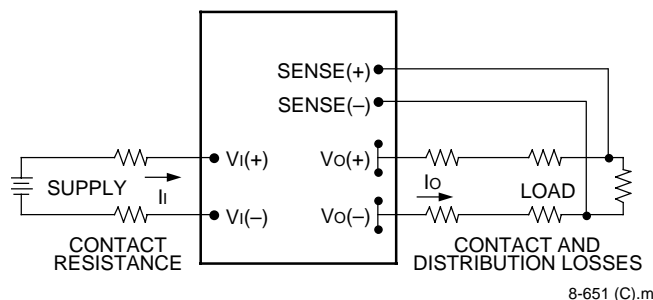 SENSE(+)
SENSE(–)
VI(+)
VO(+)
SUPPLY
II
IO
LOAD
VI(–)
VO(–)
CONTACT
RESISTANCE
CONTACT AND
DISTRIBUTION LOSSES
8-651 (C).m